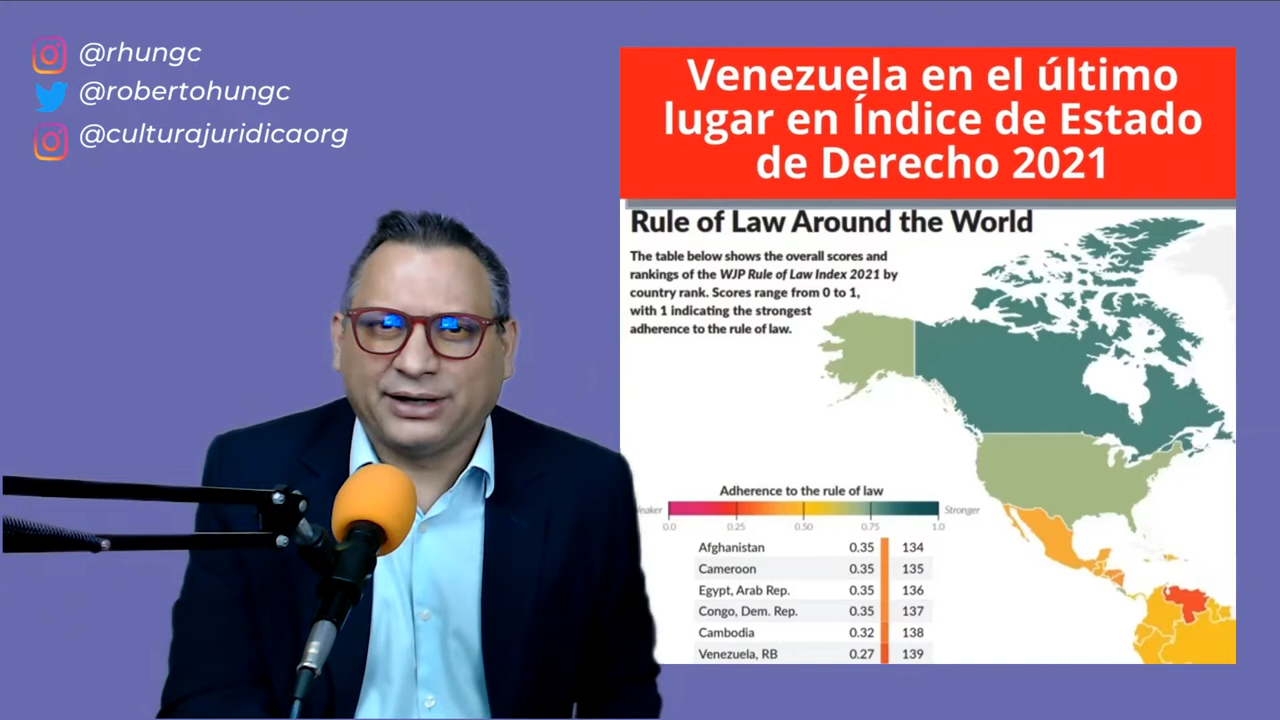 @rhungc
@robertohungc
@culturajuridicaorg
Venezuela en el último
lugar en Índice de Estado
de Derecho 2021
Rule of Law Around the World
The table below shows the overall scores and
rankings of the WJP Rule of Law Index 2021 by
country rank. Scores range from 0 to 1,
with 1 indicating the strongest
adherence to the rule of law.
Adherence to the rule of law
Stronger
0.0 0.25 0.50 0.75 1.0
Afghanistan 0.35 134
Cameroon 0.35 135
Egypt, Arab Rep. 0.35 136
Congo, Dem. Rep. 0.35 137
Cambodia 0.32 138
Venezuela, RB 0.27 139